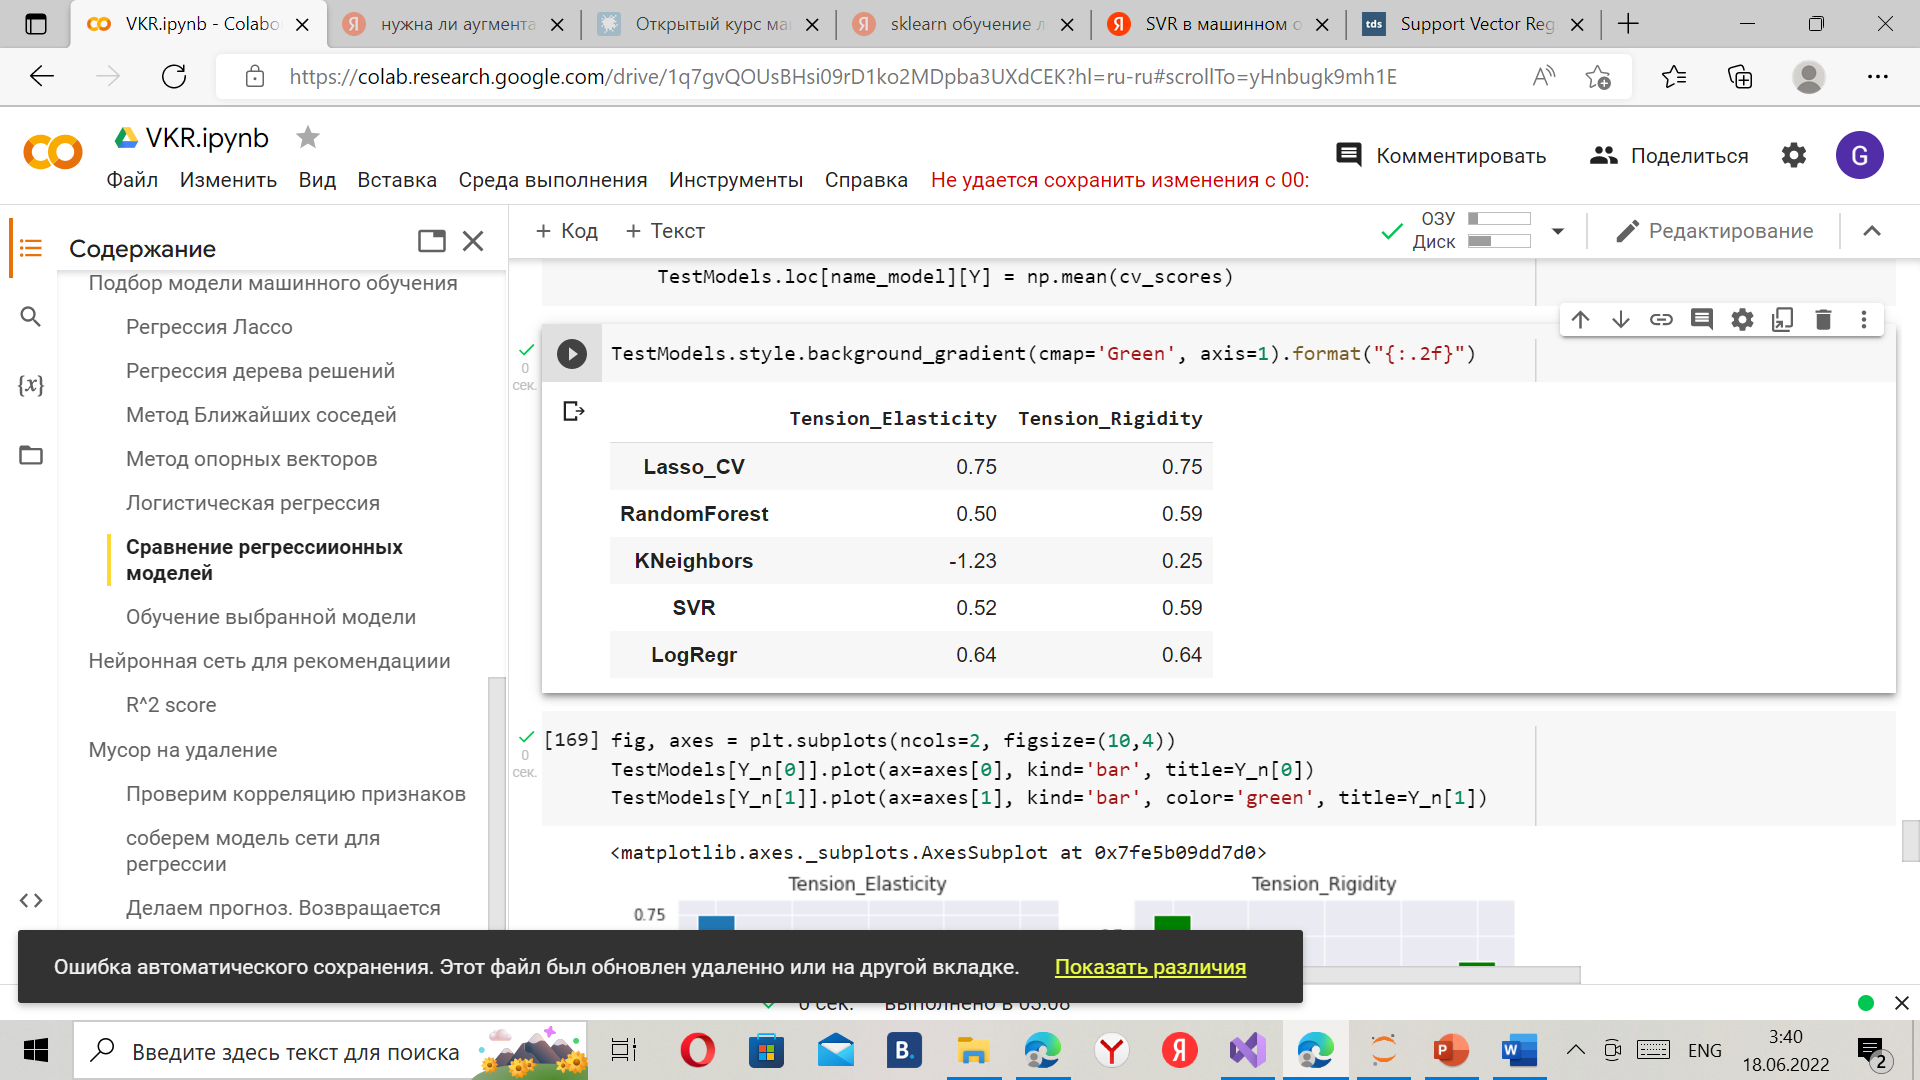 VKR.ipynb - Colabo
нужна ли аугмента
Открытый курс ма
sklearn обучение л
SVR в машинном о
tds
Support Vector Reg
https://colab.research.google.com/drive/1q7gvQOUsBHsi09rD1ko2MDpba3UXdCEK?hl=ru-ru#scrollTo=yHnbugk9mh1E
VKR.ipynb
Файл Изменить Вид Вставка Среда выполнения Инструменты Справка Не удается сохранить изменения с 00:
Комментировать
Поделиться
G
+ Код + Текст
ОЗУ
Диск
Редактирование
Содержание
Подбор модели машинного обучения
Регрессия Лассо
Регрессия дерева решений
Метод Ближайших соседей
Метод опорных векторов
Логистическая регрессия
Сравнение регрессиионных
моделей
Обучение выбранной модели
Нейронная сеть для рекомендациии
R^2 score
Мусор на удаление
Проверим корреляцию признаков
соберем модель сети для
регрессии
Делаем прогноз. Возвращается
{x}
<>
TestModels.loc[name_model][Y] = np.mean(cv_scores)
0
сек.
TestModels.style.background_gradient(cmap='Green', axis=1).format("{:.2f}")
Tension_Elasticity Tension_Rigidity
Lasso_CV 0.75 0.75
RandomForest 0.50 0.59
KNeighbors -1.23 0.25
SVR 0.52 0.59
LogRegr 0.64 0.64
0
сек.
[169] fig, axes = plt.subplots(ncols=2, figsize=(10,4))
TestModels[Y_n[0]].plot(ax=axes[0], kind='bar', title=Y_n[0])
TestModels[Y_n[1]].plot(ax=axes[1], kind='bar', color='green', title=Y_n[1])
<matplotlib.axes._subplots.AxesSubplot at 0x7fe5b09dd7d0>
Tension_Elasticity
Tension_Rigidity
0.75
Ошибка автоматического сохранения. Этот файл был обновлен удаленно или на другой вкладке. Показать различия
0 сек. выполнено в 03:08
Введите здесь текст для поиска
B.
Y
Я
P
W
ENG
3:40
18.06.2022
2